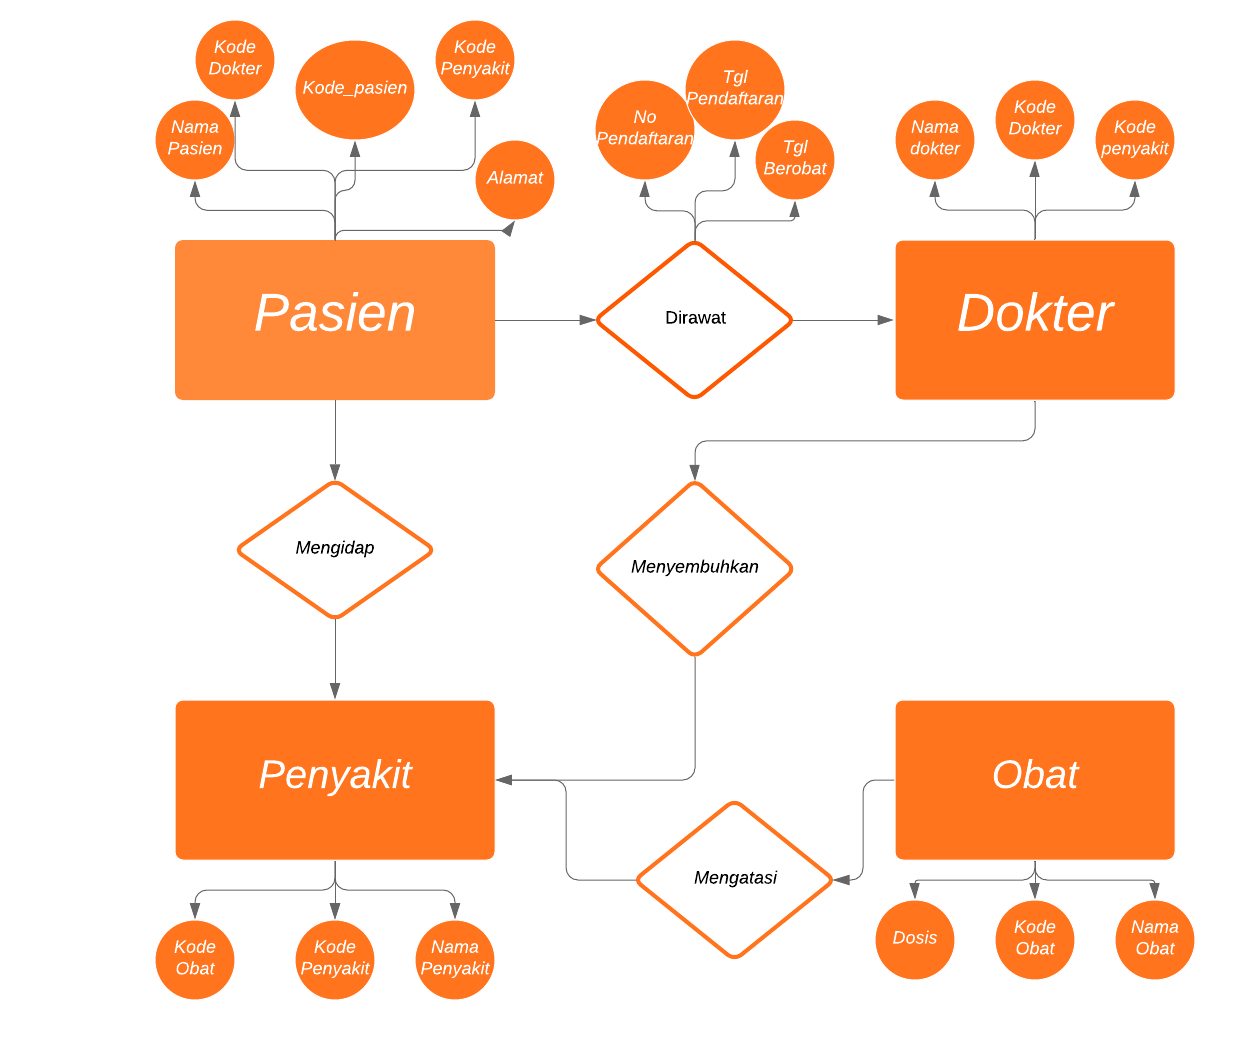 Kode
Dokter
Kode_pasien
Kode
Penyakit
Nama
Pasien
Alamat
No
Pendaftaran
Tgl
Pendaftaran
Tgl
Berobat
Nama
dokter
Kode
Dokter
Kode
penyakit
Pasien
Dirawat
Dokter
Mengidap
Menyembuhkan
Penyakit
Obat
Mengatasi
Kode
Obat
Kode
Penyakit
Nama
Penyakit
Dosis
Kode
Obat
Nama
Obat